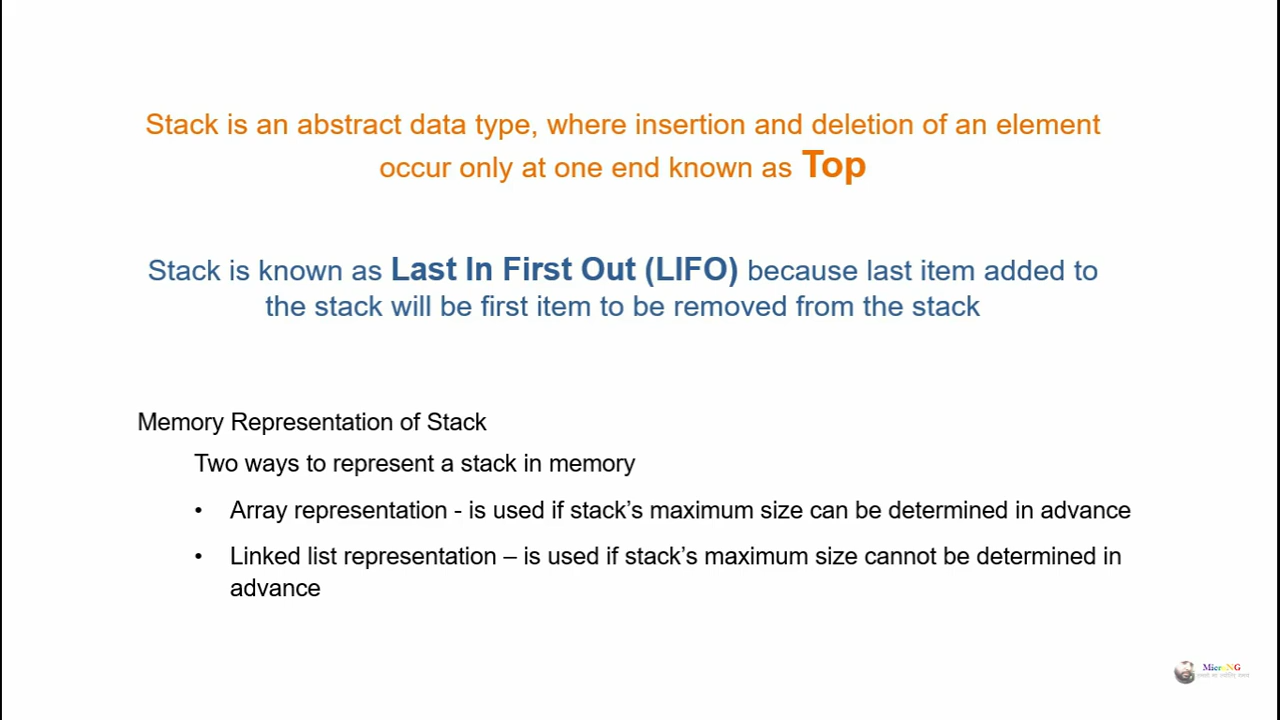 Stack is an abstract data type, where insertion and deletion of an element
occur only at one end known as Top
Stack is known as Last In First Out (LIFO) because last item added to
the stack will be first item to be removed from the stack
Memory Representation of Stack
Two ways to represent a stack in memory
• Array representation - is used if stack’s maximum size can be determined in advance
• Linked list representation – is used if stack’s maximum size cannot be determined in
advance
MicroNG